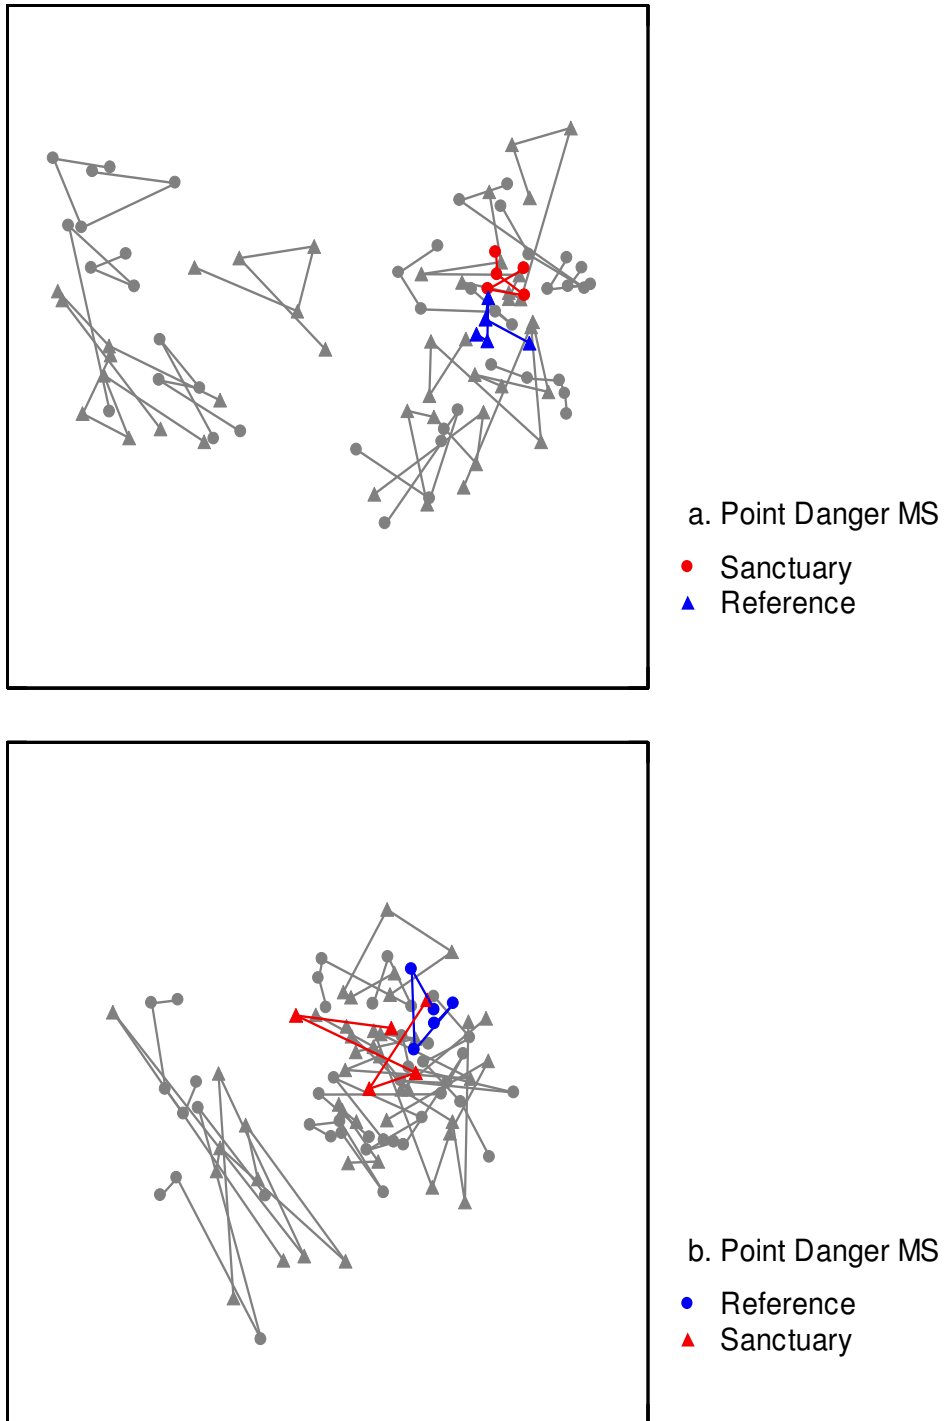 a. Point Danger MS
Sanctuary
Reference
b. Point Danger MS
Reference
Sanctuary